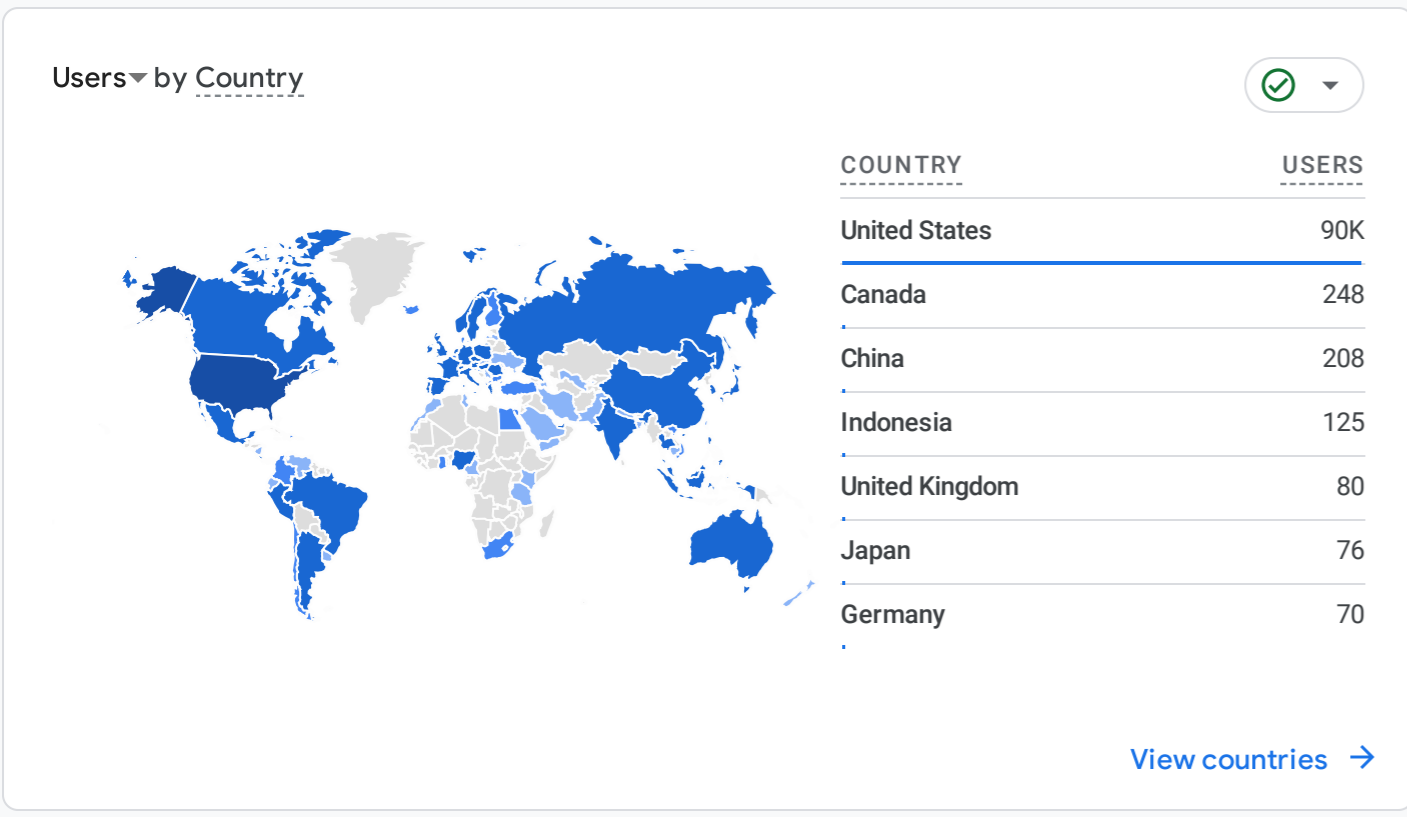 Users by Country
COUNTRY USERS
United States 90K
Canada 248
China 208
Indonesia 125
United Kingdom 80
Japan 76
Germany 70
View countries